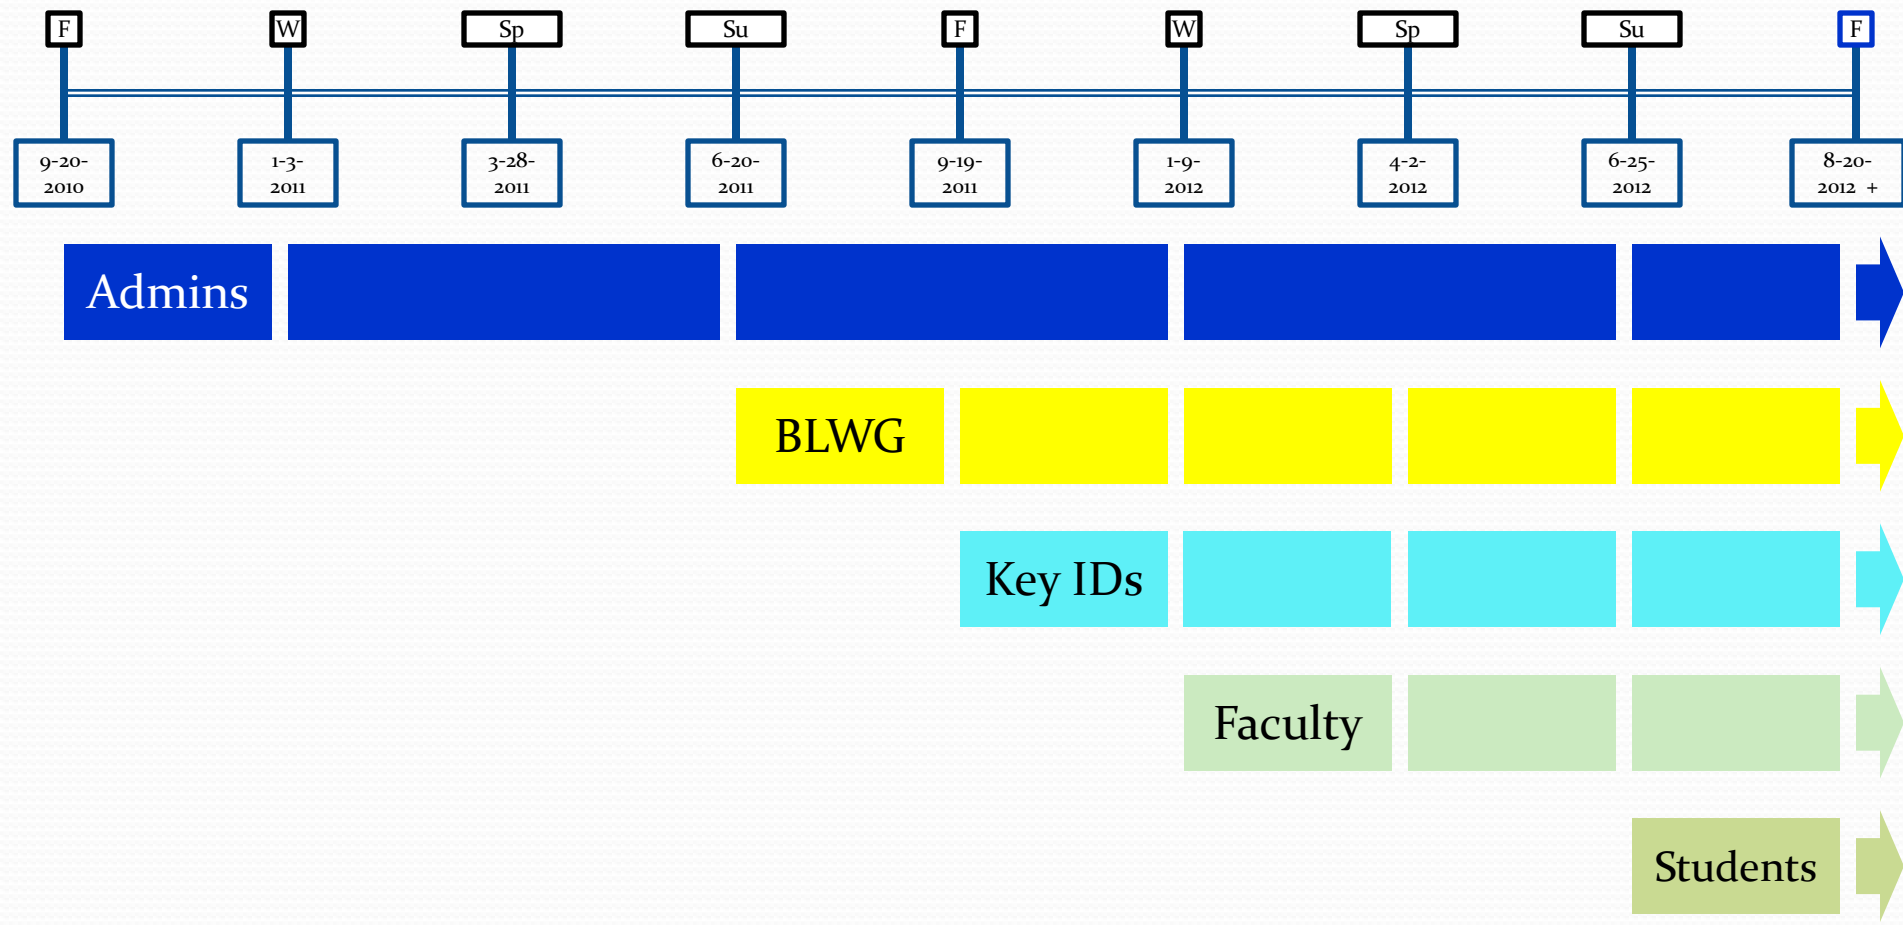 F W Sp Su F W Sp Su F
9-20- 1-3- 3-28- 6-20- 9-19- 1-9- 4-2- 6-25- 8-20-
2010 2011 2011 2011 2011 2012 2012 2012 2012 +
Admins
BLWG
Key IDs
Faculty
Students